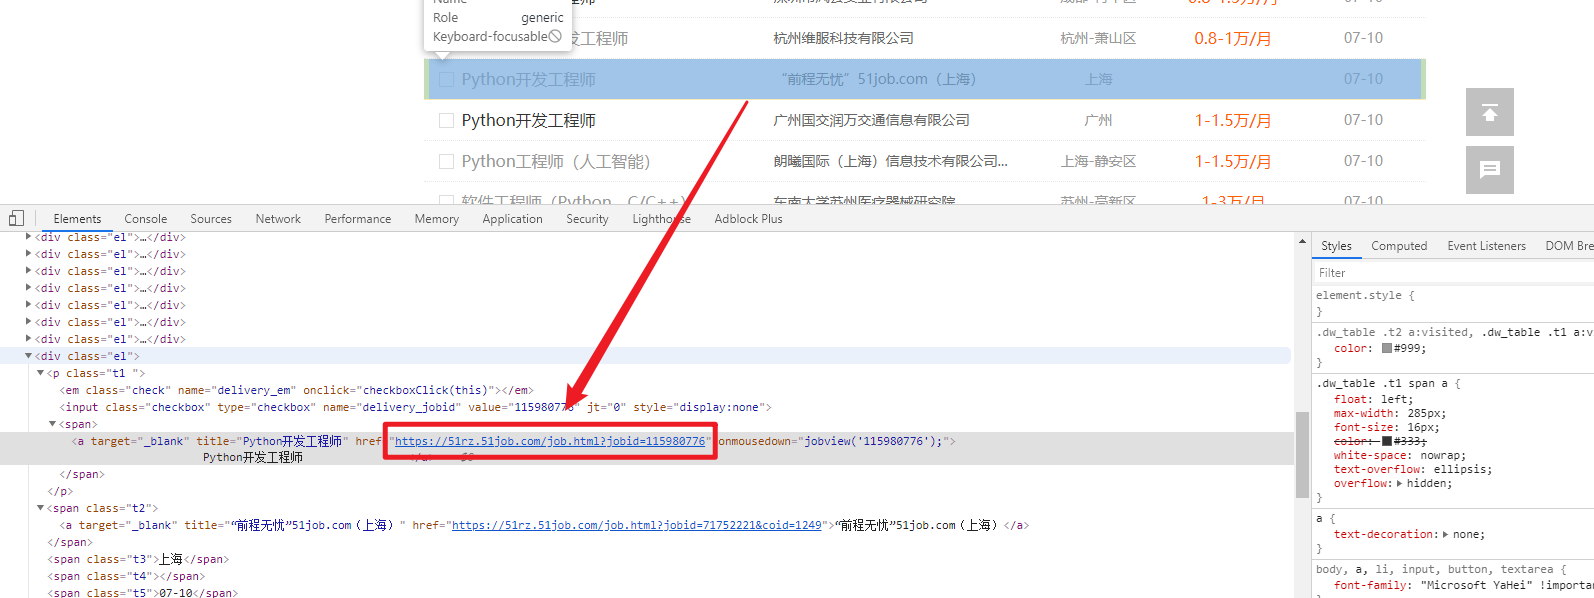 Role generic
Keyboard-focusable
发工程师 杭州维服科技有限公司 杭州-萧山区 0.8-1万/月 07-10
Python开发工程师 “前程无忧”51job.com（上海） 上海 07-10
Python开发工程师 广州国交润万交通信息有限公司 广州 1-1.5万/月 07-10
Python工程师（人工智能） 朗曦国际（上海）信息技术有限公司... 上海-静安区 1-1.5万/月 07-10
软件工程师（Python、C/C++） 东南大学苏州医疗器械研究院 苏州-高新区 1-3万/月 07-10
Elements Console Sources Network Performance Memory Application Security Lighthouse Adblock Plus
<div class="el">…</div>
<div class="el">…</div>
<div class="el">…</div>
<div class="el">…</div>
<div class="el">…</div>
<div class="el">…</div>
<div class="el">…</div>
<div class="el">
<p class="t1 ">
<em class="check" name="delivery_em" onclick="checkboxClick(this)"></em>
<input class="checkbox" type="checkbox" name="delivery_jobid" value="115980776" jt="0" style="display:none">
<span>
<a target="_blank" title="Python开发工程师" href="https://51rz.51job.com/job.html?jobid=115980776" onmousedown="jobview('115980776');">
Python开发工程师
</span>
</p>
<span class="t2">
<a target="_blank" title="“前程无忧”51job.com（上海）" href="https://51rz.51job.com/job.html?jobid=71752221&coid=1249">“前程无忧”51job.com（上海）</a>
</span>
<span class="t3">上海</span>
<span class="t4"></span>
<span class="t5">07-10</span>
Styles Computed Event Listeners DOM Bre
Filter
element.style {
}
.dw_table .t2 a:visited, .dw_table .t1 a:v
color: #999;
}
.dw_table .t1 span a {
float: left;
max-width: 285px;
font-size: 16px;
color: #333;
white-space: nowrap;
text-overflow: ellipsis;
overflow: hidden;
}
a {
text-decoration: none;
}
body, a, li, input, button, textarea {
font-family: "Microsoft YaHei" !importa